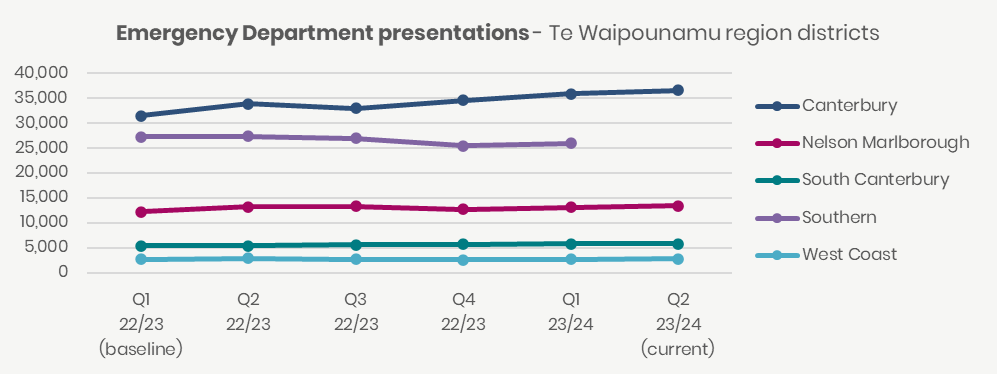 Emergency Department presentations - Te Waipounamu region districts
40,000
35,000
30,000
25,000
20,000
15,000
10,000
5,000
0
Q1 22/23 (baseline)
Q2 22/23
Q3 22/23
Q4 22/23
Q1 23/24
Q2 23/24 (current)
Canterbury
Nelson Marlborough
South Canterbury
Southern
West Coast